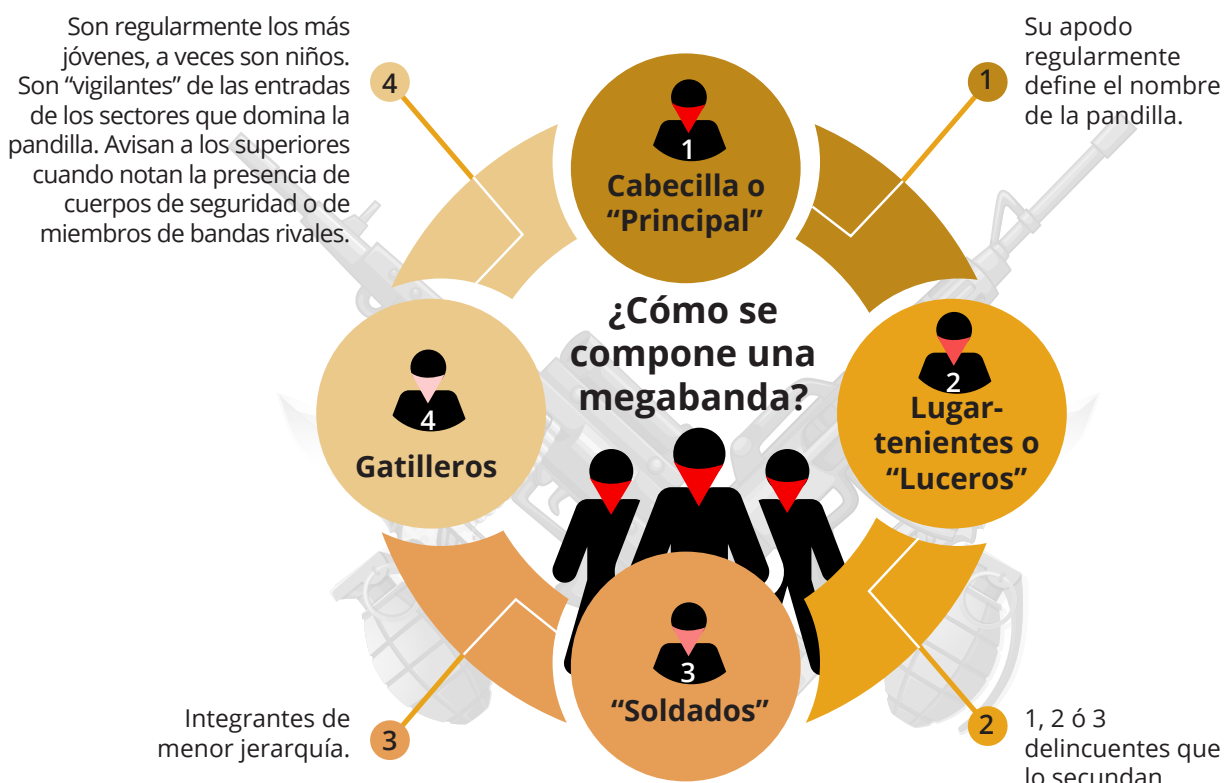 ¿Cómo se
compone una
megabanda?
1
Cabecilla o
“Principal”
1
Su apodo
regularmente
define el nombre
de la pandilla.
2
Lugar-
tenientes o
“Luceros”
2
1, 2 ó 3
delincuentes que
lo secundan
3
“Soldados”
3
Integrantes de
menor jerarquía.
4
Gatilleros
4
Son regularmente los más
jóvenes, a veces son niños.
Son “vigilantes” de las entradas
de los sectores que domina la
pandilla. Avisan a los superiores
cuando notan la presencia de
cuerpos de seguridad o de
miembros de bandas rivales.